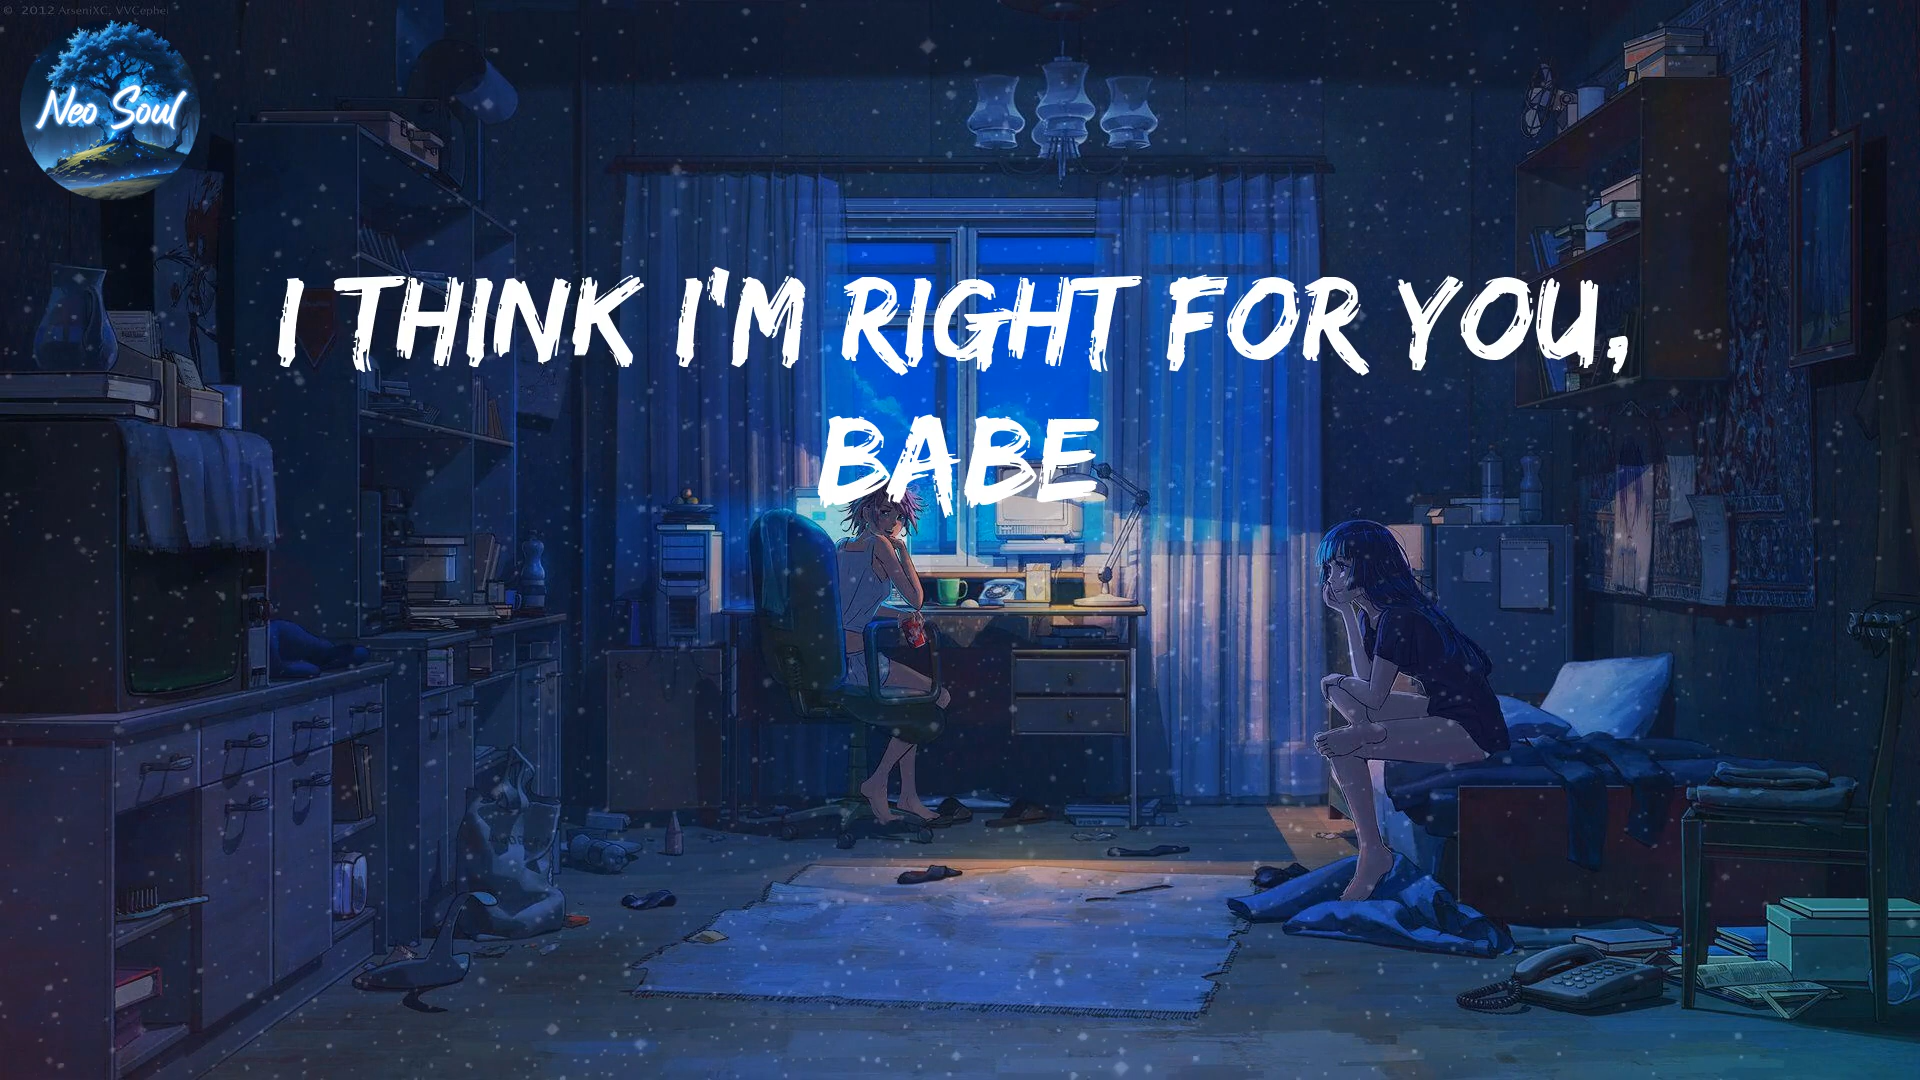 © 2012 ArseniXC, VVCephei
Neo Soul
I THINK I'M RIGHT FOR YOU,
BABE